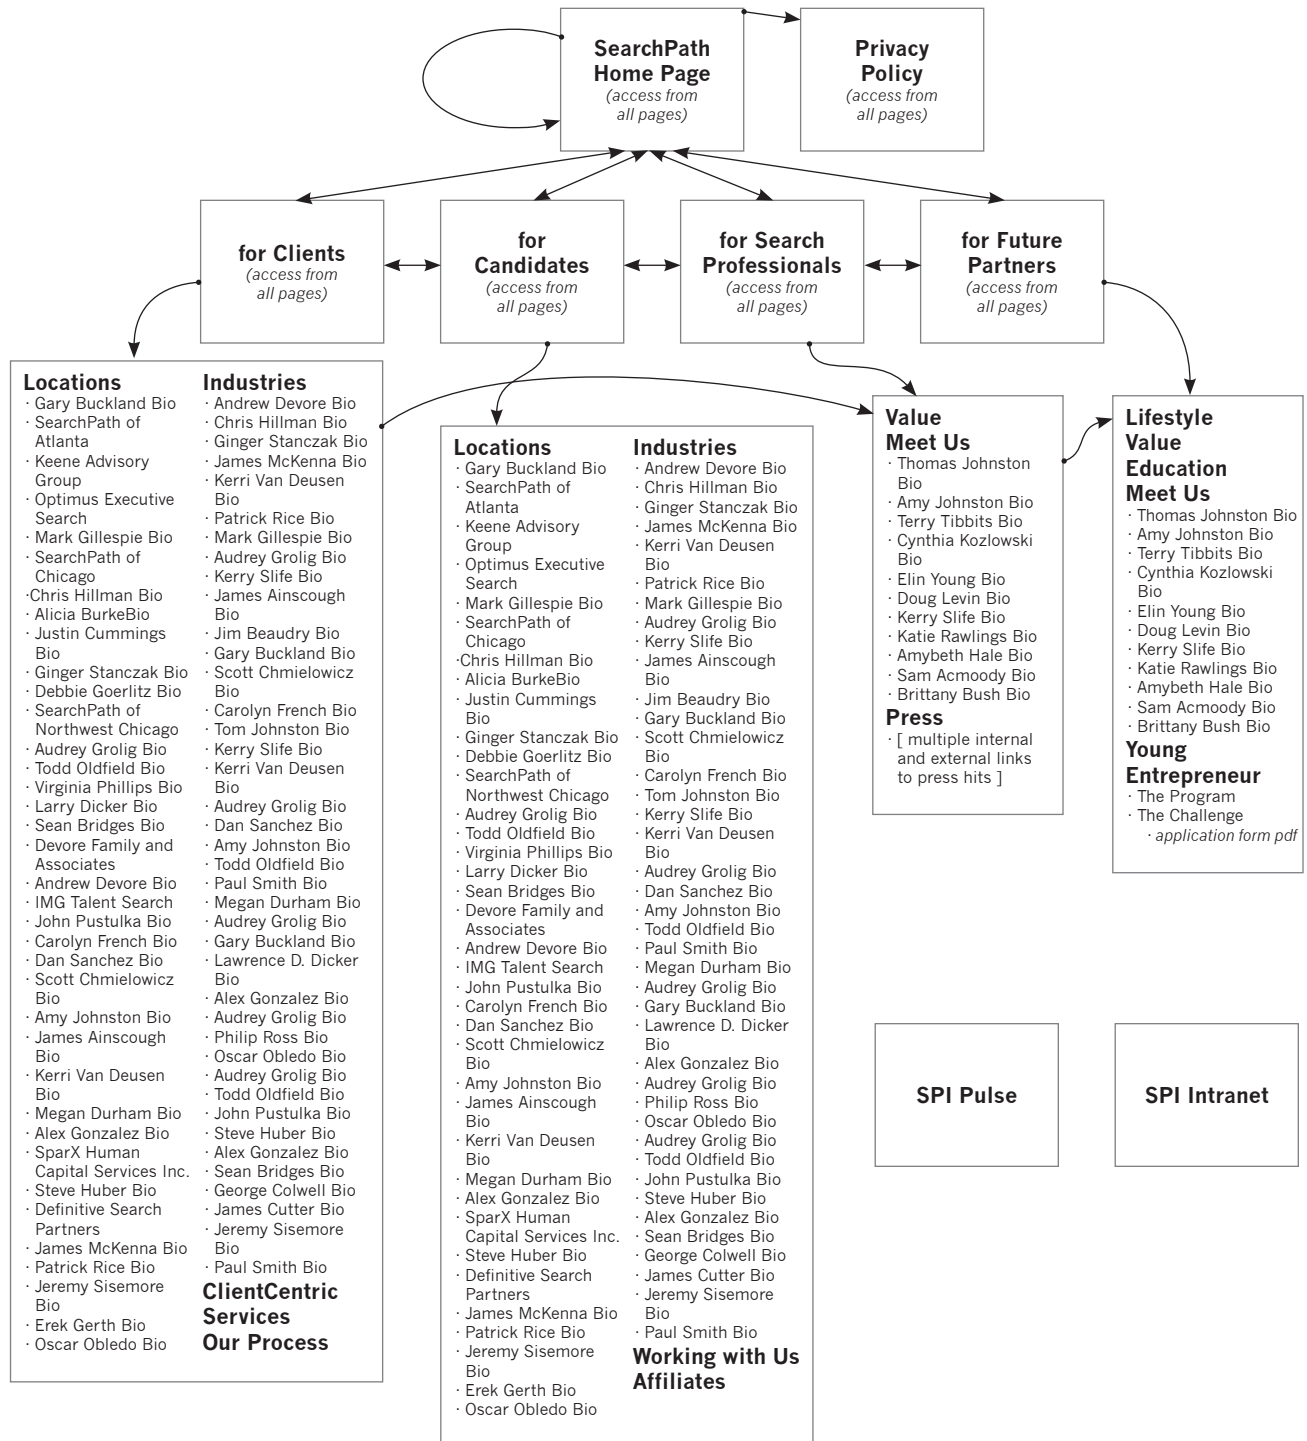 SearchPath
Home Page
(access from
all pages)
Privacy
Policy
(access from
all pages)
for Clients
(access from
all pages)
for
Candidates
(access from
all pages)
for Search
Professionals
(access from
all pages)
for Future
Partners
(access from
all pages)
Locations
· Gary Buckland Bio
· SearchPath of
Atlanta
· Keene Advisory
Group
· Optimus Executive
Search
· Mark Gillespie Bio
· SearchPath of
Chicago
·Chris Hillman Bio
· Alicia BurkeBio
· Justin Cummings
Bio
· Ginger Stanczak Bio
· Debbie Goerlitz Bio
· SearchPath of
Northwest Chicago
· Audrey Grolig Bio
· Todd Oldfield Bio
· Virginia Phillips Bio
· Larry Dicker Bio
· Sean Bridges Bio
· Devore Family and
Associates
· Andrew Devore Bio
· IMG Talent Search
· John Pustulka Bio
· Carolyn French Bio
· Dan Sanchez Bio
· Scott Chmielowicz
Bio
· Amy Johnston Bio
· James Ainscough
Bio
· Kerri Van Deusen
Bio
· Megan Durham Bio
· Alex Gonzalez Bio
· SparX Human
Capital Services Inc.
· Steve Huber Bio
· Definitive Search
Partners
· James McKenna Bio
· Patrick Rice Bio
· Jeremy Sisemore
Bio
· Erek Gerth Bio
· Oscar Obledo Bio
Industries
· Andrew Devore Bio
· Chris Hillman Bio
· Ginger Stanczak Bio
· James McKenna Bio
· Kerri Van Deusen
Bio
· Patrick Rice Bio
· Mark Gillespie Bio
· Audrey Grolig Bio
· Kerry Slife Bio
· James Ainscough
Bio
· Jim Beaudry Bio
· Gary Buckland Bio
· Scott Chmielowicz
Bio
· Carolyn French Bio
· Tom Johnston Bio
· Kerry Slife Bio
· Kerri Van Deusen
Bio
· Audrey Grolig Bio
· Dan Sanchez Bio
· Amy Johnston Bio
· Todd Oldfield Bio
· Paul Smith Bio
· Megan Durham Bio
· Audrey Grolig Bio
· Gary Buckland Bio
· Lawrence D. Dicker
Bio
· Alex Gonzalez Bio
· Audrey Grolig Bio
· Philip Ross Bio
· Oscar Obledo Bio
· Audrey Grolig Bio
· Todd Oldfield Bio
· John Pustulka Bio
· Steve Huber Bio
· Alex Gonzalez Bio
· Sean Bridges Bio
· George Colwell Bio
· James Cutter Bio
· Jeremy Sisemore
Bio
· Paul Smith Bio
ClientCentric
Services
Our Process
Locations
· Gary Buckland Bio
· SearchPath of
Atlanta
· Keene Advisory
Group
· Optimus Executive
Search
· Mark Gillespie Bio
· SearchPath of
Chicago
·Chris Hillman Bio
· Alicia BurkeBio
· Justin Cummings
Bio
· Ginger Stanczak Bio
· Debbie Goerlitz Bio
· SearchPath of
Northwest Chicago
· Audrey Grolig Bio
· Todd Oldfield Bio
· Virginia Phillips Bio
· Larry Dicker Bio
· Sean Bridges Bio
· Devore Family and
Associates
· Andrew Devore Bio
· IMG Talent Search
· John Pustulka Bio
· Carolyn French Bio
· Dan Sanchez Bio
· Scott Chmielowicz
Bio
· Amy Johnston Bio
· James Ainscough
Bio
· Kerri Van Deusen
Bio
· Megan Durham Bio
· Alex Gonzalez Bio
· SparX Human
Capital Services Inc.
· Steve Huber Bio
· Definitive Search
Partners
· James McKenna Bio
· Patrick Rice Bio
· Jeremy Sisemore
Bio
· Erek Gerth Bio
· Oscar Obledo Bio
Industries
· Andrew Devore Bio
· Chris Hillman Bio
· Ginger Stanczak Bio
· James McKenna Bio
· Kerri Van Deusen
Bio
· Patrick Rice Bio
· Mark Gillespie Bio
· Audrey Grolig Bio
· Kerry Slife Bio
· James Ainscough
Bio
· Jim Beaudry Bio
· Gary Buckland Bio
· Scott Chmielowicz
Bio
· Carolyn French Bio
· Tom Johnston Bio
· Kerry Slife Bio
· Kerri Van Deusen
Bio
· Audrey Grolig Bio
· Dan Sanchez Bio
· Amy Johnston Bio
· Todd Oldfield Bio
· Paul Smith Bio
· Megan Durham Bio
· Audrey Grolig Bio
· Gary Buckland Bio
· Lawrence D. Dicker
Bio
· Alex Gonzalez Bio
· Audrey Grolig Bio
· Philip Ross Bio
· Oscar Obledo Bio
· Audrey Grolig Bio
· Todd Oldfield Bio
· John Pustulka Bio
· Steve Huber Bio
· Alex Gonzalez Bio
· Sean Bridges Bio
· George Colwell Bio
· James Cutter Bio
· Jeremy Sisemore
Bio
· Paul Smith Bio
Working with Us
Affiliates
Value
Meet Us
· Thomas Johnston
Bio
· Amy Johnston Bio
· Terry Tibbits Bio
· Cynthia Kozlowski
Bio
· Elin Young Bio
· Doug Levin Bio
· Kerry Slife Bio
· Katie Rawlings Bio
· Amybeth Hale Bio
· Sam Acmoody Bio
· Brittany Bush Bio
Press
· [ multiple internal
and external links
to press hits ]
Lifestyle
Value
Education
Meet Us
· Thomas Johnston Bio
· Amy Johnston Bio
· Terry Tibbits Bio
· Cynthia Kozlowski
Bio
· Elin Young Bio
· Doug Levin Bio
· Kerry Slife Bio
· Katie Rawlings Bio
· Amybeth Hale Bio
· Sam Acmoody Bio
· Brittany Bush Bio
Young
Entrepreneur
· The Program
· The Challenge
· application form pdf
SPI Pulse
SPI Intranet